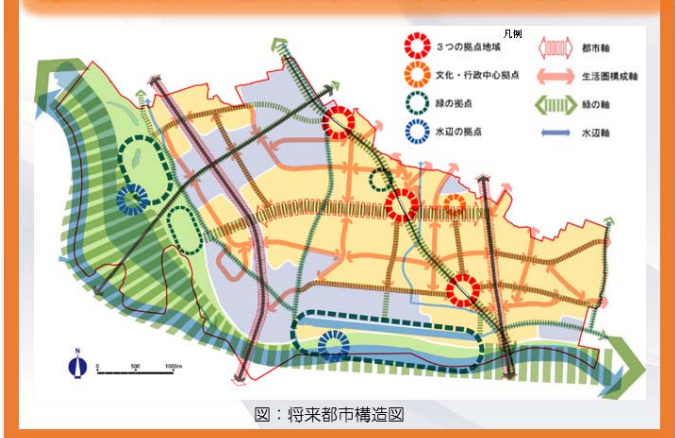 凡例
3つの拠点地域
文化・行政中心拠点
緑の拠点
水辺の拠点
都市軸
生活圏構成軸
緑の軸
水辺軸
N
0 500 1000m
図：将来都市構造図